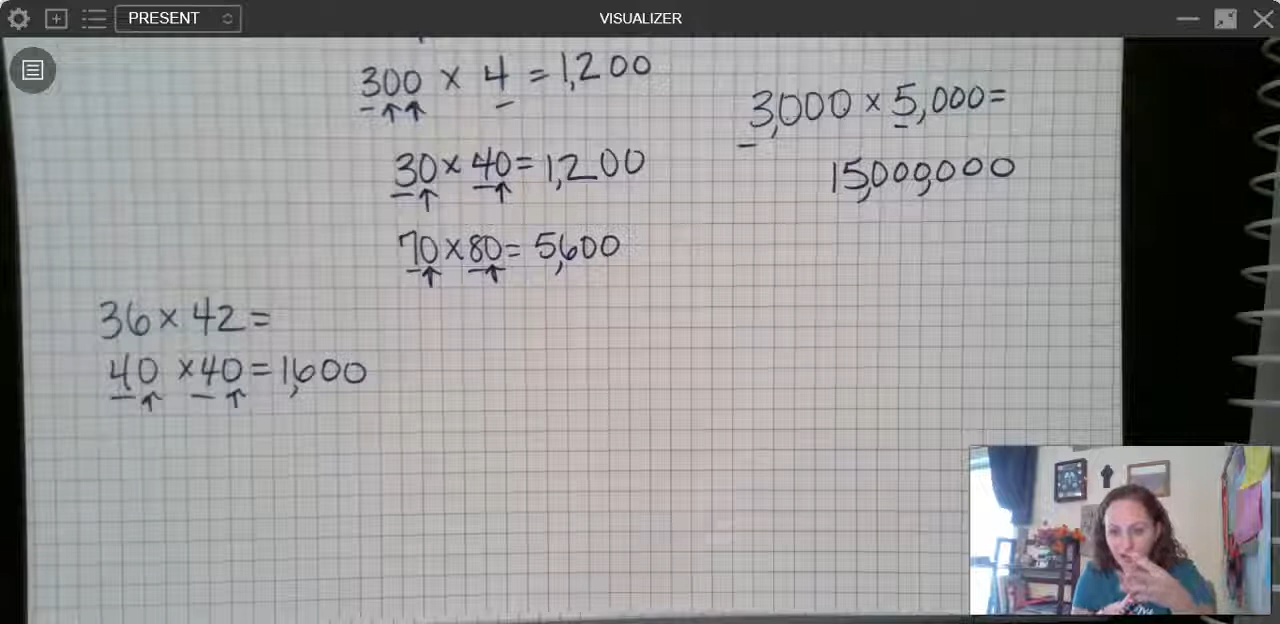 PRESENT
VISUALIZER
300 × 4 = 1,200
30 × 40 = 1,200
70 × 80 = 5,600
3,000 × 5,000 =
15,000,000
36 × 42 =
40 × 40 = 1,600